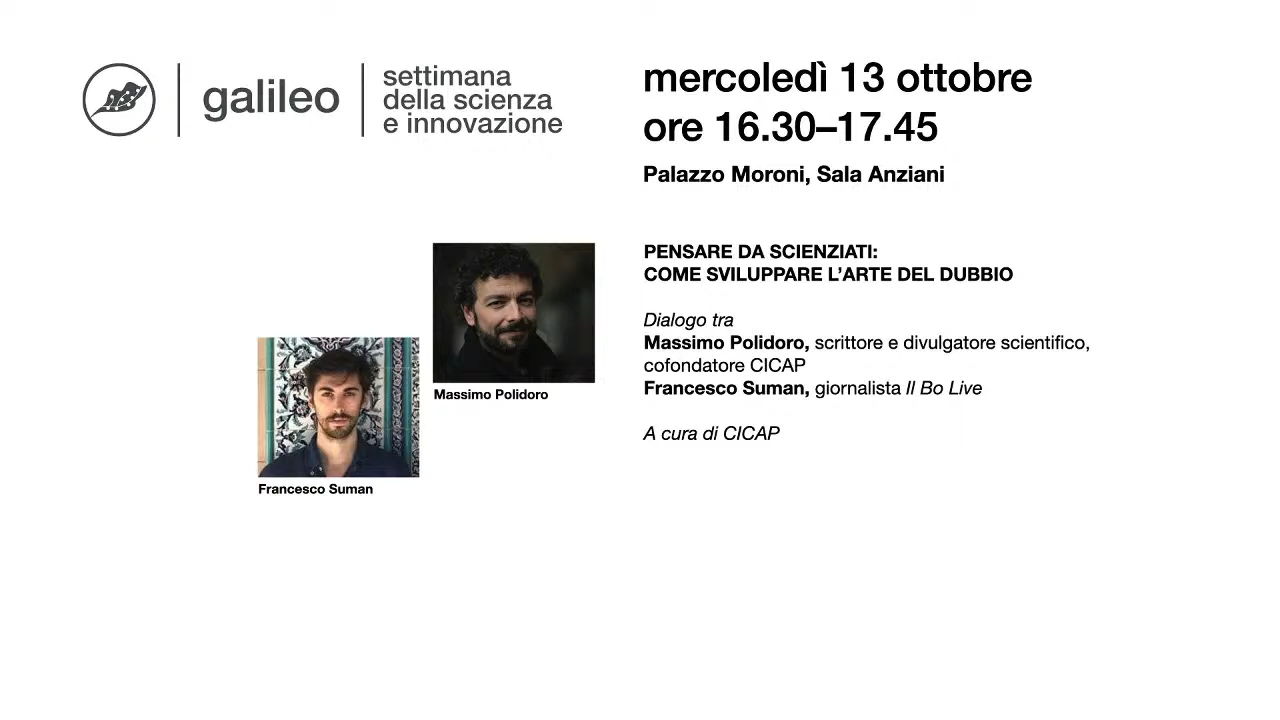 galileo
settimana
della scienza
e innovazione
mercoledì 13 ottobre
ore 16.30–17.45
Palazzo Moroni, Sala Anziani
PENSARE DA SCIENZIATI:
COME SVILUPPARE L’ARTE DEL DUBBIO
Dialogo tra
Massimo Polidoro, scrittore e divulgatore scientifico,
cofondatore CICAP
Francesco Suman, giornalista Il Bo Live
A cura di CICAP
Massimo Polidoro
Francesco Suman